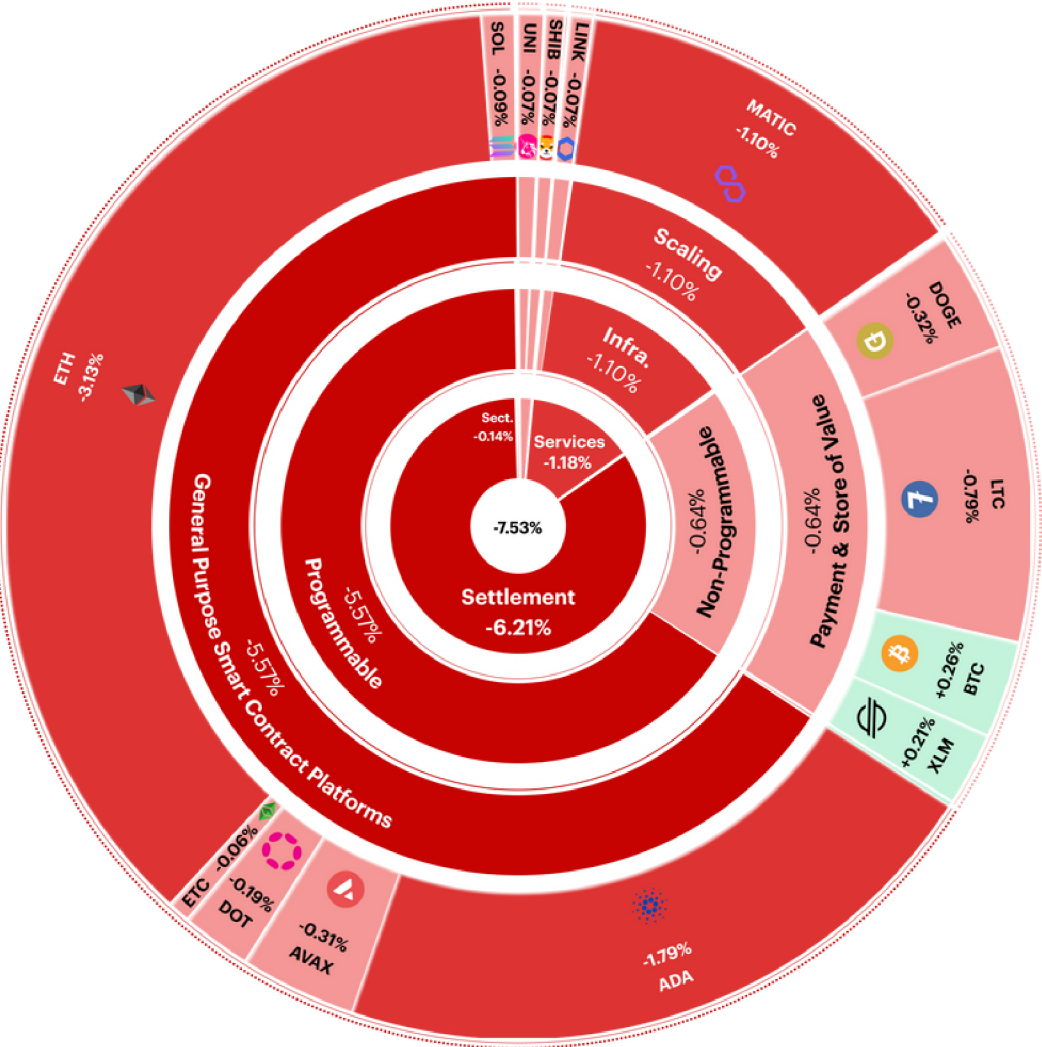 SOL -0.09%
UNI -0.07%
SHIB -0.07%
LINK -0.07%
MATIC
-1.10%
DOGE
-0.32%
LTC
-0.79%
+0.26%
BTC
+0.21%
XLM
-1.79%
ADA
-0.31%
AVAX
-0.19%
DOT
ETC -0.06%
ETH
-3.13%
Scaling
-1.10%
-0.64%
Payment & Store of Value
-5.57%
General Purpose Smart Contract Platforms
Infra.
-1.10%
-0.64%
Non-Programmable
-5.57%
Programmable
Sect.
-0.14%
Services
-1.18%
-7.53%
Settlement
-6.21%